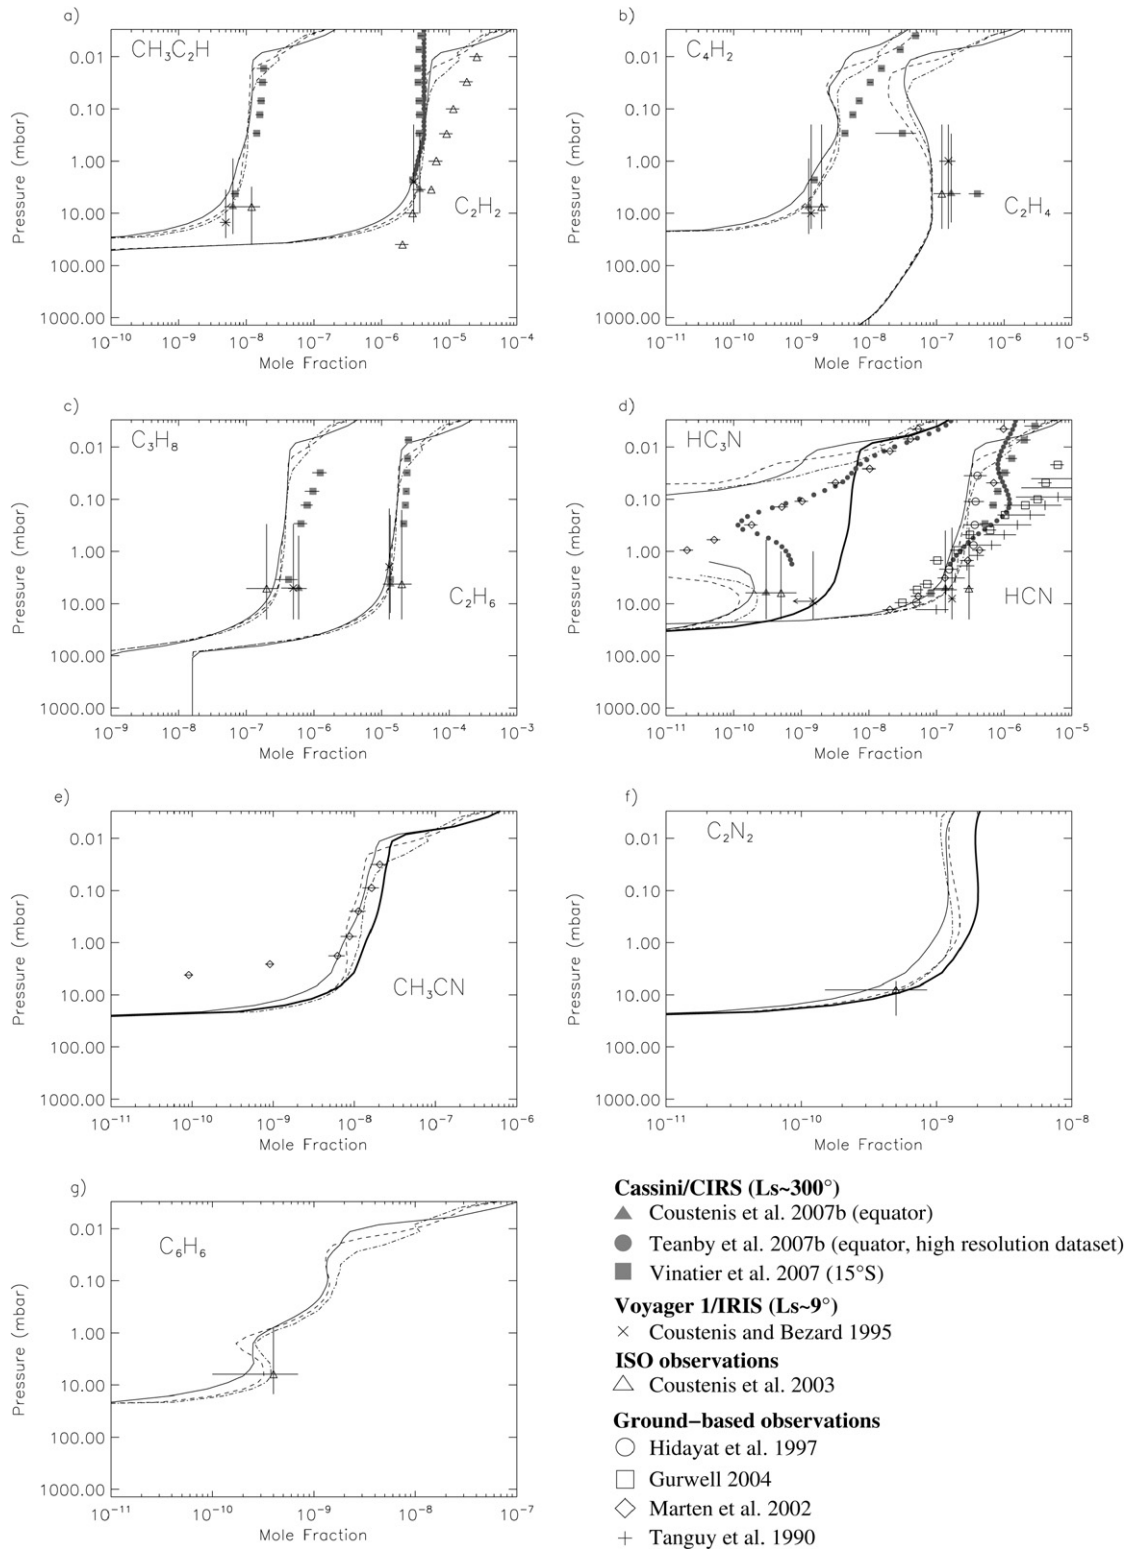 a)
CH₃C₂H
C₂H₂
Pressure (mbar)
0.01
0.10
1.00
10.00
100.00
1000.00
10⁻¹⁰ 10⁻⁹ 10⁻⁸ 10⁻⁷ 10⁻⁶ 10⁻⁵ 10⁻⁴
Mole Fraction
b)
C₄H₂
C₂H₄
Pressure (mbar)
0.01
0.10
1.00
10.00
100.00
1000.00
10⁻¹¹ 10⁻¹⁰ 10⁻⁹ 10⁻⁸ 10⁻⁷ 10⁻⁶ 10⁻⁵
Mole Fraction
c)
C₃H₈
C₂H₆
Pressure (mbar)
0.01
0.10
1.00
10.00
100.00
1000.00
10⁻⁹ 10⁻⁸ 10⁻⁷ 10⁻⁶ 10⁻⁵ 10⁻⁴ 10⁻³
Mole Fraction
d)
HC₃N
HCN
Pressure (mbar)
0.01
0.10
1.00
10.00
100.00
1000.00
10⁻¹¹ 10⁻¹⁰ 10⁻⁹ 10⁻⁸ 10⁻⁷ 10⁻⁶ 10⁻⁵
Mole Fraction
e)
CH₃CN
Pressure (mbar)
0.01
0.10
1.00
10.00
100.00
1000.00
10⁻¹¹ 10⁻¹⁰ 10⁻⁹ 10⁻⁸ 10⁻⁷ 10⁻⁶
Mole Fraction
f)
C₂N₂
Pressure (mbar)
0.01
0.10
1.00
10.00
100.00
1000.00
10⁻¹¹ 10⁻¹⁰ 10⁻⁹ 10⁻⁸
Mole Fraction
g)
C₆H₆
Pressure (mbar)
0.01
0.10
1.00
10.00
100.00
1000.00
10⁻¹¹ 10⁻¹⁰ 10⁻⁹ 10⁻⁸ 10⁻⁷
Mole Fraction
Cassini/CIRS (Ls~300°)
Coustenis et al. 2007b (equator)
Teanby et al. 2007b (equator, high resolution dataset)
Vinatier et al. 2007 (15°S)
Voyager 1/IRIS (Ls~9°)
Coustenis and Bezard 1995
ISO observations
Coustenis et al. 2003
Ground−based observations
Hidayat et al. 1997
Gurwell 2004
Marten et al. 2002
Tanguy et al. 1990